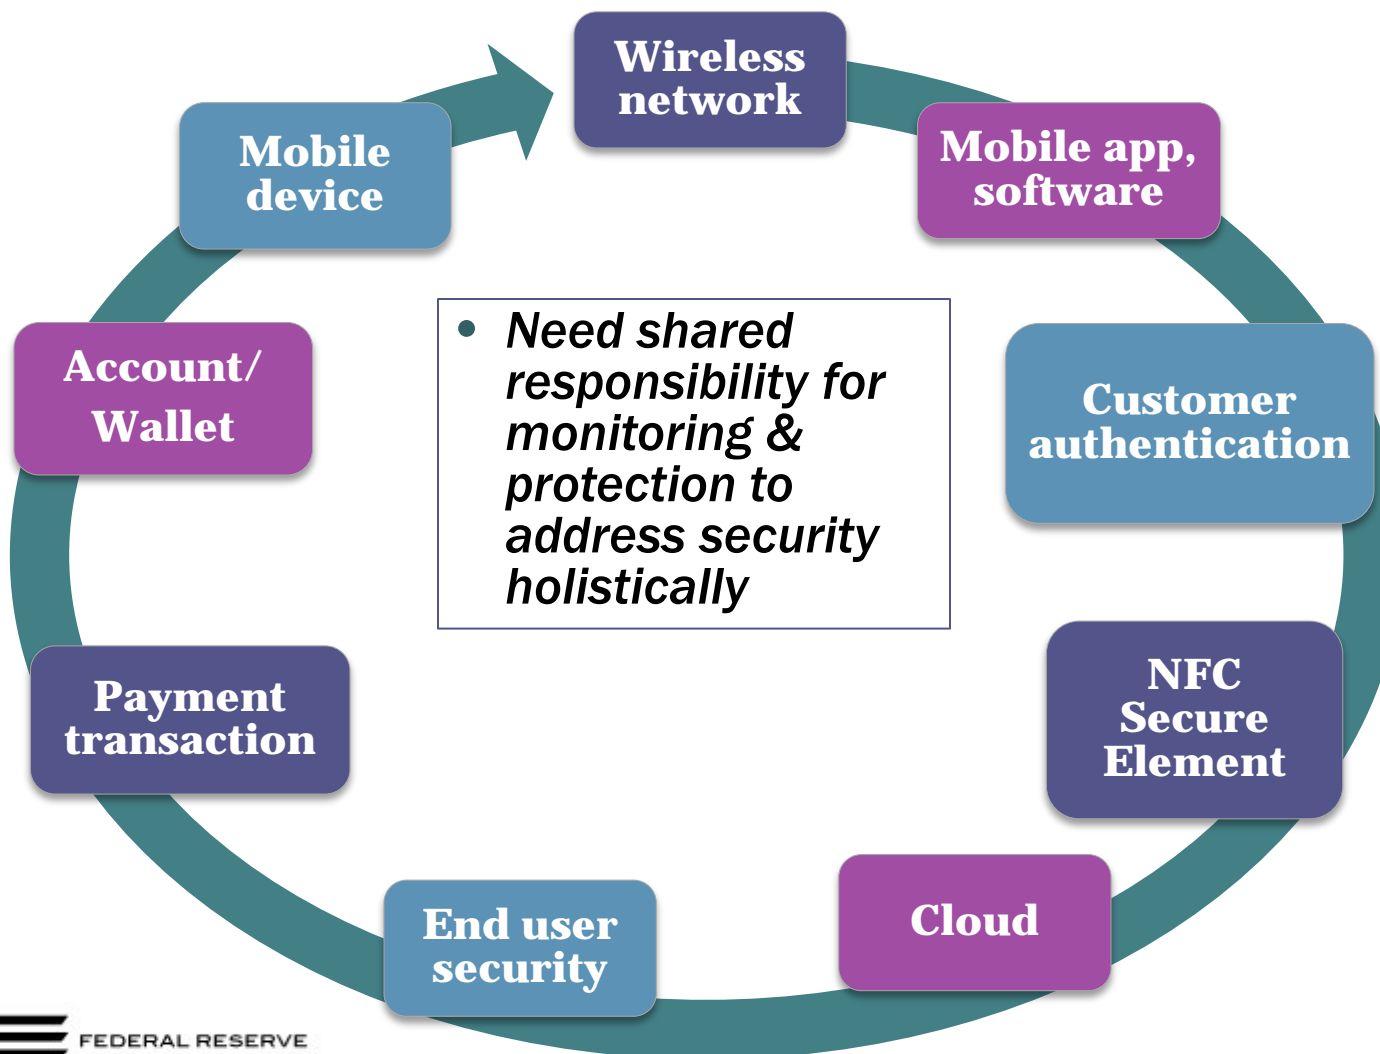 Wireless
network
Mobile app,
software
Customer
authentication
NFC
Secure
Element
Cloud
End user
security
Payment
transaction
Account/
Wallet
Mobile
device
• Need shared
responsibility for
monitoring &
protection to
address security
holistically
FEDERAL RESERVE